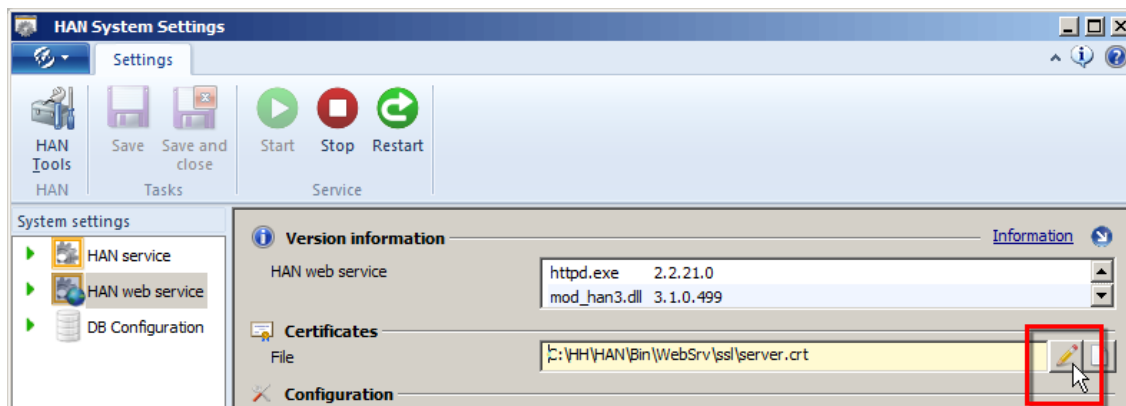 HAN System Settings
Settings
HAN Tools
Save
Save and close
Start
Stop
Restart
HAN
Tasks
Service
System settings
HAN service
HAN web service
DB Configuration
Version information
Information
HAN web service
httpd.exe 2.2.21.0
mod_han3.dll 3.1.0.499
Certificates
File
C:\HH\HAN\Bin\WebSrv\ssl\server.crt
Configuration